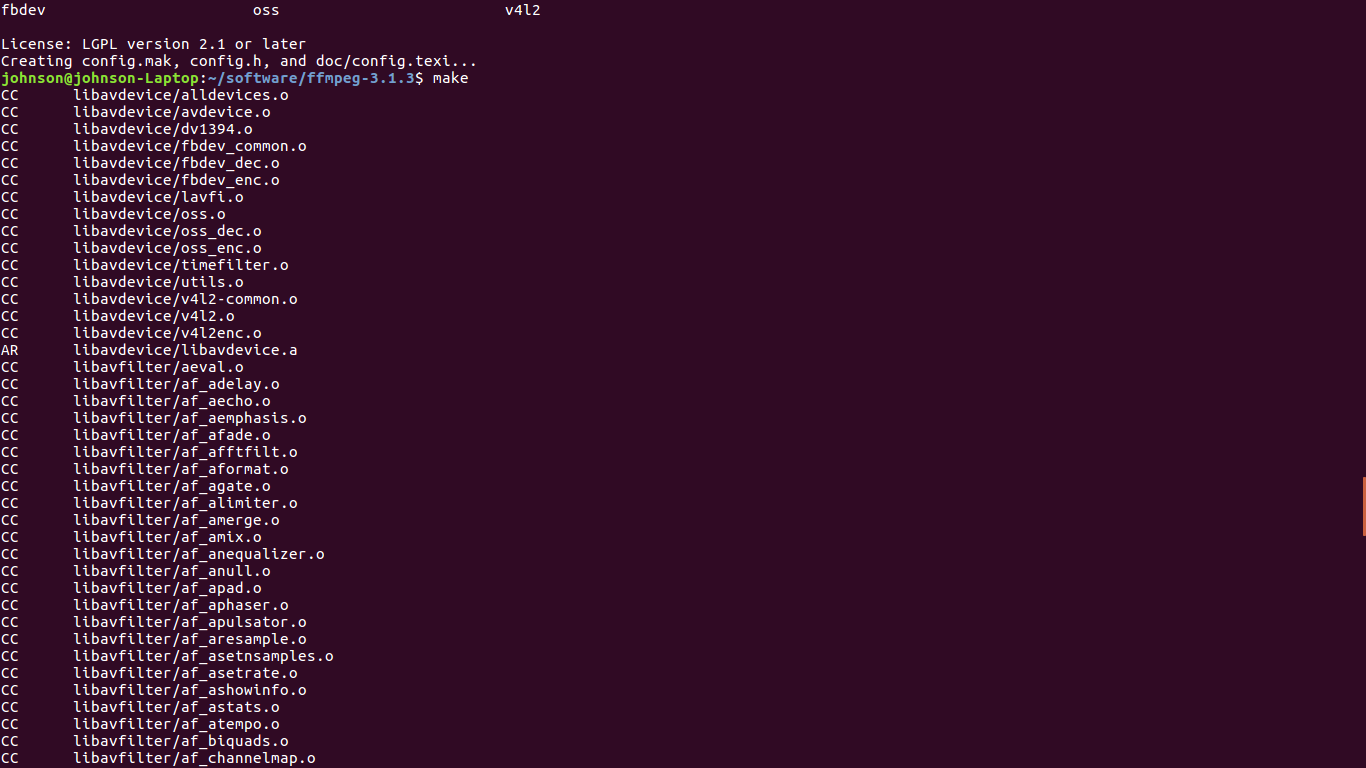 fbdev                       oss                         v4l2
License: LGPL version 2.1 or later
Creating config.mak, config.h, and doc/config.texi...
johnson@johnson-Laptop:~/software/ffmpeg-3.1.3$ make
CC      libavdevice/alldevices.o
CC      libavdevice/avdevice.o
CC      libavdevice/dv1394.o
CC      libavdevice/fbdev_common.o
CC      libavdevice/fbdev_dec.o
CC      libavdevice/fbdev_enc.o
CC      libavdevice/lavfi.o
CC      libavdevice/oss.o
CC      libavdevice/oss_dec.o
CC      libavdevice/oss_enc.o
CC      libavdevice/timefilter.o
CC      libavdevice/utils.o
CC      libavdevice/v4l2-common.o
CC      libavdevice/v4l2.o
CC      libavdevice/v4l2enc.o
AR      libavdevice/libavdevice.a
CC      libavfilter/aeval.o
CC      libavfilter/af_adelay.o
CC      libavfilter/af_aecho.o
CC      libavfilter/af_aemphasis.o
CC      libavfilter/af_afade.o
CC      libavfilter/af_afftfilt.o
CC      libavfilter/af_aformat.o
CC      libavfilter/af_agate.o
CC      libavfilter/af_alimiter.o
CC      libavfilter/af_amerge.o
CC      libavfilter/af_amix.o
CC      libavfilter/af_anequalizer.o
CC      libavfilter/af_anull.o
CC      libavfilter/af_apad.o
CC      libavfilter/af_aphaser.o
CC      libavfilter/af_apulsator.o
CC      libavfilter/af_aresample.o
CC      libavfilter/af_asetnsamples.o
CC      libavfilter/af_asetrate.o
CC      libavfilter/af_ashowinfo.o
CC      libavfilter/af_astats.o
CC      libavfilter/af_atempo.o
CC      libavfilter/af_biquads.o
CC      libavfilter/af_channelmap.o